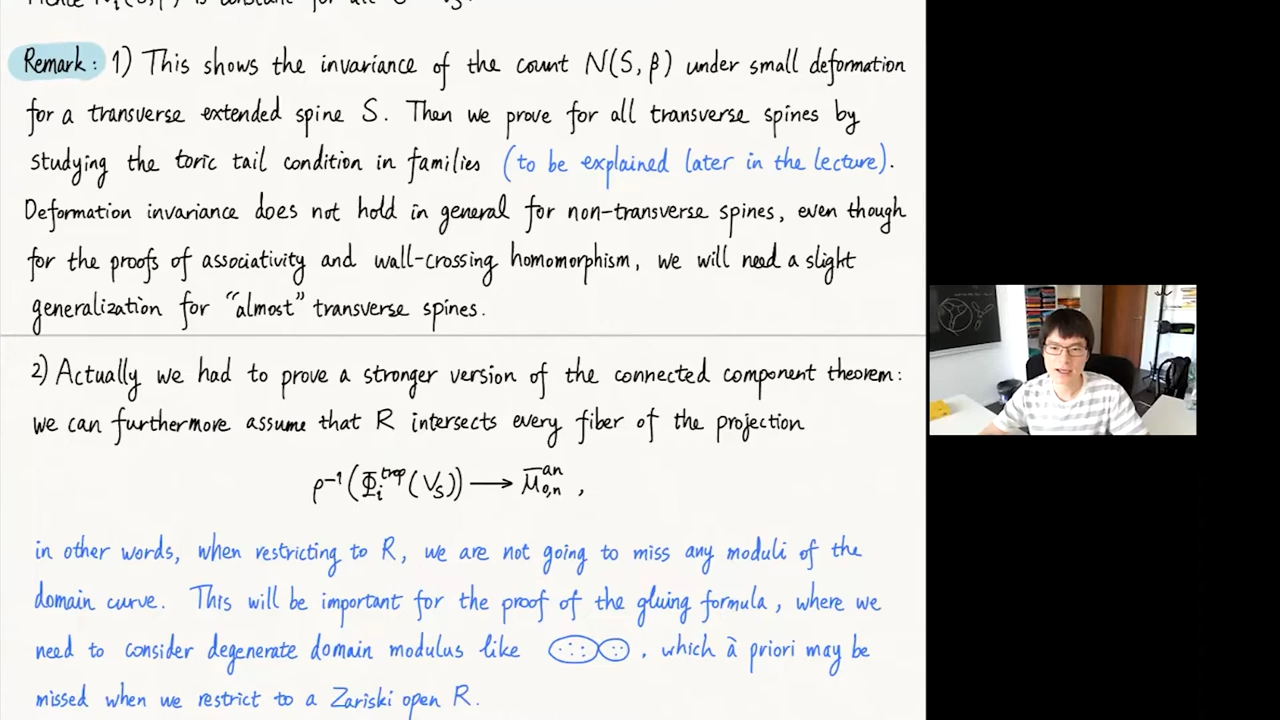 Hence Nᵢ(S,β) is constant for all
Remark: 1) This shows the invariance of the count N(S, β) under small deformation
for a transverse extended spine S. Then we prove for all transverse spines by
studying the toric tail condition in families (to be explained later in the lecture).
Deformation invariance does not hold in general for non-transverse spines, even though
for the proofs of associativity and wall-crossing homomorphism, we will need a slight
generalization for "almost" transverse spines.
2) Actually we had to prove a stronger version of the connected component theorem:
we can furthermore assume that R intersects every fiber of the projection
ρ⁻¹(Φᵢᵗʳᵒᵖ(V_S)) ⟶ M̄₀,ₙᵃⁿ ,
in other words, when restricting to R, we are not going to miss any moduli of the
domain curve. This will be important for the proof of the gluing formula, where we
need to consider degenerate domain modulus like , which à priori may be
missed when we restrict to a Zariski open R.